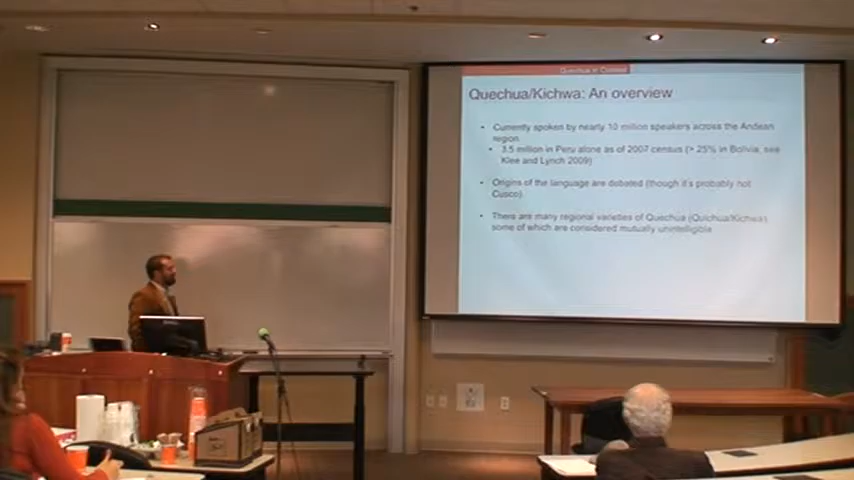 Quechua in Context
Quechua/Kichwa: An overview
• Currently spoken by nearly 10 million speakers across the Andean
region.
• 3.5 million in Peru alone as of 2007 census (> 25% in Bolivia, see
Klee and Lynch 2009)
• Origins of the language are debated (though it's probably not
Cusco)
• There are many regional varieties of Quechua (Quichua/Kichwa)
some of which are considered mutually unintelligible